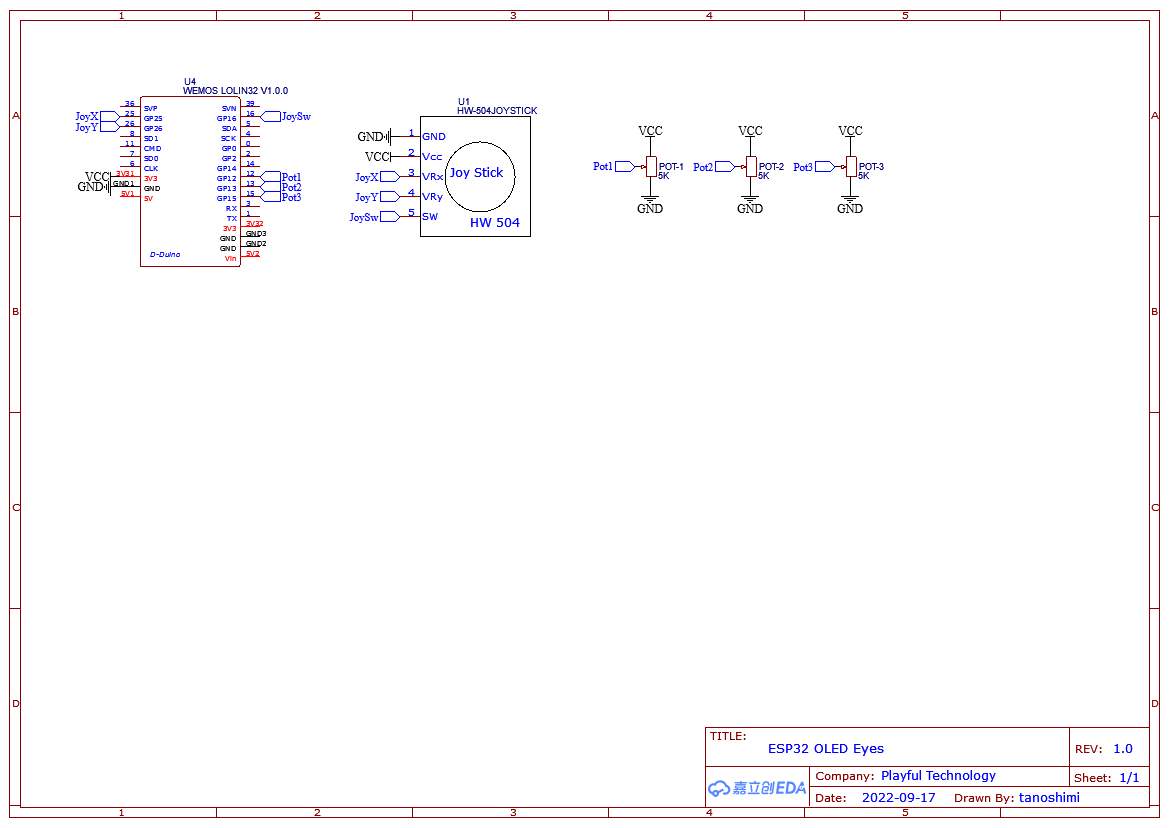 1 2 3 4 5
A A
B B
C C
D D
1 2 3 4 5
U4
WEMOS LOLIN32 V1.0.0
36 SVP
JoyX 25 GP25
JoyY 26 GP26
8 SD1
11 CMD
7 SD0
6 CLK
VCC 3V31 3V3
GND GND1 GND
5V1 5V
SVN 39
GP16 16 JoySw
SDA 5
SCK 4
GP0 0
GP2 2
GP14 14
GP12 12 Pot1
GP13 13 Pot2
GP15 15 Pot3
RX 3
TX 1
3V3 3V32
GND GND3
GND GND2
Vin 5V2
D-Duino
U1
HW-504JOYSTICK
GND 1 GND
VCC 2 Vcc
JoyX 3 VRx
JoyY 4 VRy
JoySw 5 SW
Joy Stick
HW 504
VCC
Pot1 POT-1
5K
GND
VCC
Pot2 POT-2
5K
GND
VCC
Pot3 POT-3
5K
GND
TITLE:
ESP32 OLED Eyes
REV: 1.0
嘉立创EDA
Company: Playful Technology
Sheet: 1/1
Date: 2022-09-17 Drawn By: tanoshimi